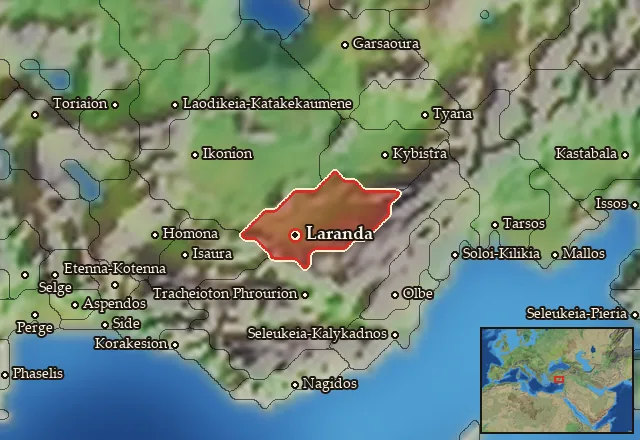 Garsaoura
Toriaion
Laodikeia-Katakekaumene
Tyana
Ikonion
Kybistra
Kastabala
Issos
Laranda
Tarsos
Homona
Isaura
Soloi-Kilikia
Mallos
Etenna-Kotenna
Selge
Tracheioton Phrourion
Olbe
Aspendos
Perge
Side
Seleukeia-Pieria
Seleukeia-Kalykadnos
Korakesion
Phaselis
Nagidos